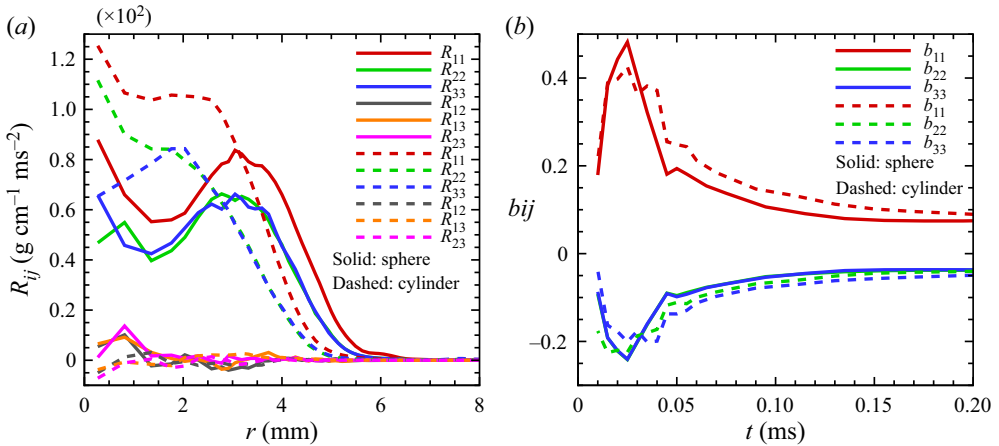 (a)
(×10²)
1.2
1.0
0.8
0.6
0.4
0.2
0
R_ij (g cm⁻¹ ms⁻²)
0 2 4 6 8
r (mm)
R₁₁
R₂₂
R₃₃
R₁₂
R₁₃
R₂₃
R₁₁
R₂₂
R₃₃
R₁₂
R₁₃
R₂₃
Solid: sphere
Dashed: cylinder
(b)
0.4
0.2
0
−0.2
bij
0 0.05 0.10 0.15 0.20
t (ms)
b₁₁
b₂₂
b₃₃
b₁₁
b₂₂
b₃₃
Solid: sphere
Dashed: cylinder